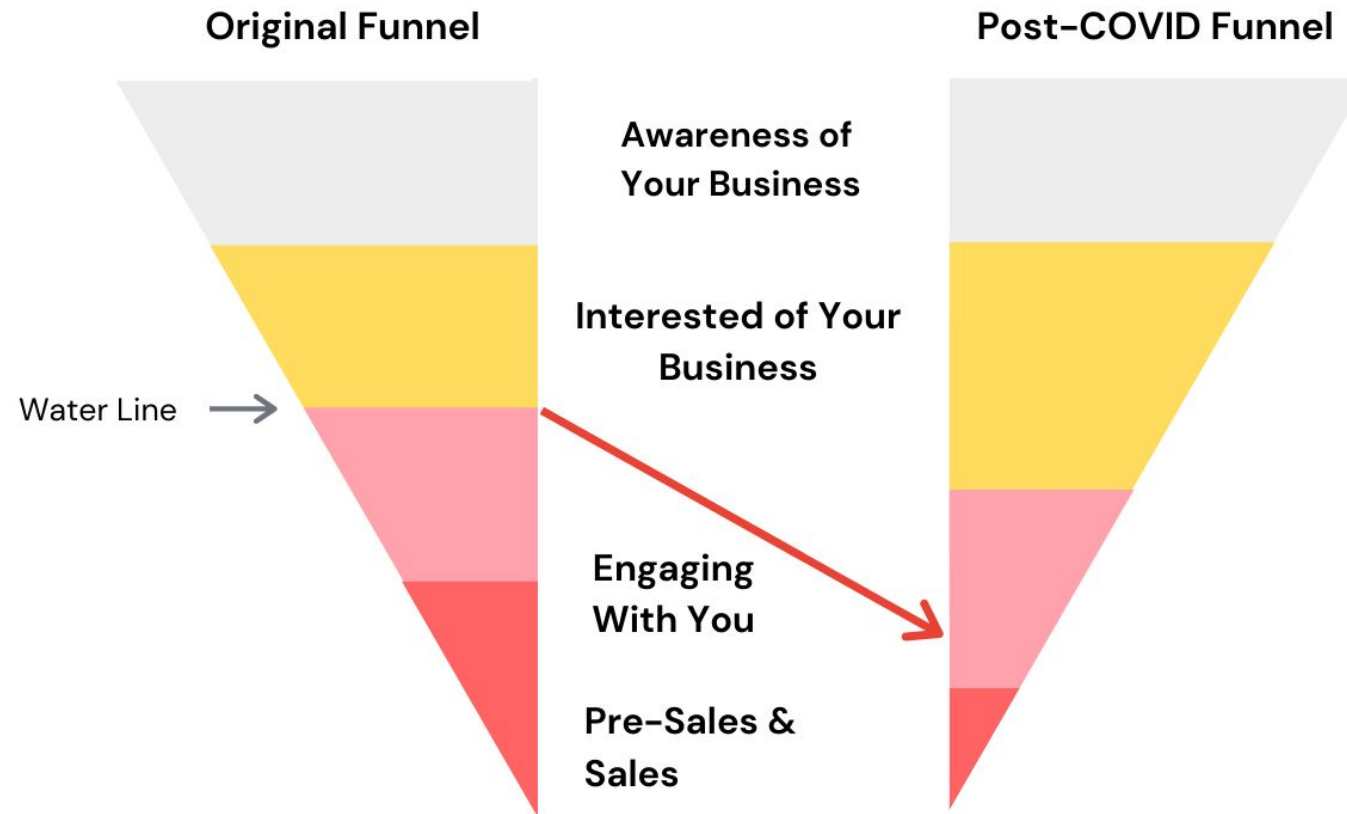 Original Funnel
Post-COVID Funnel
Awareness of
Your Business
Interested of Your
Business
Water Line
Engaging
With You
Pre-Sales &
Sales